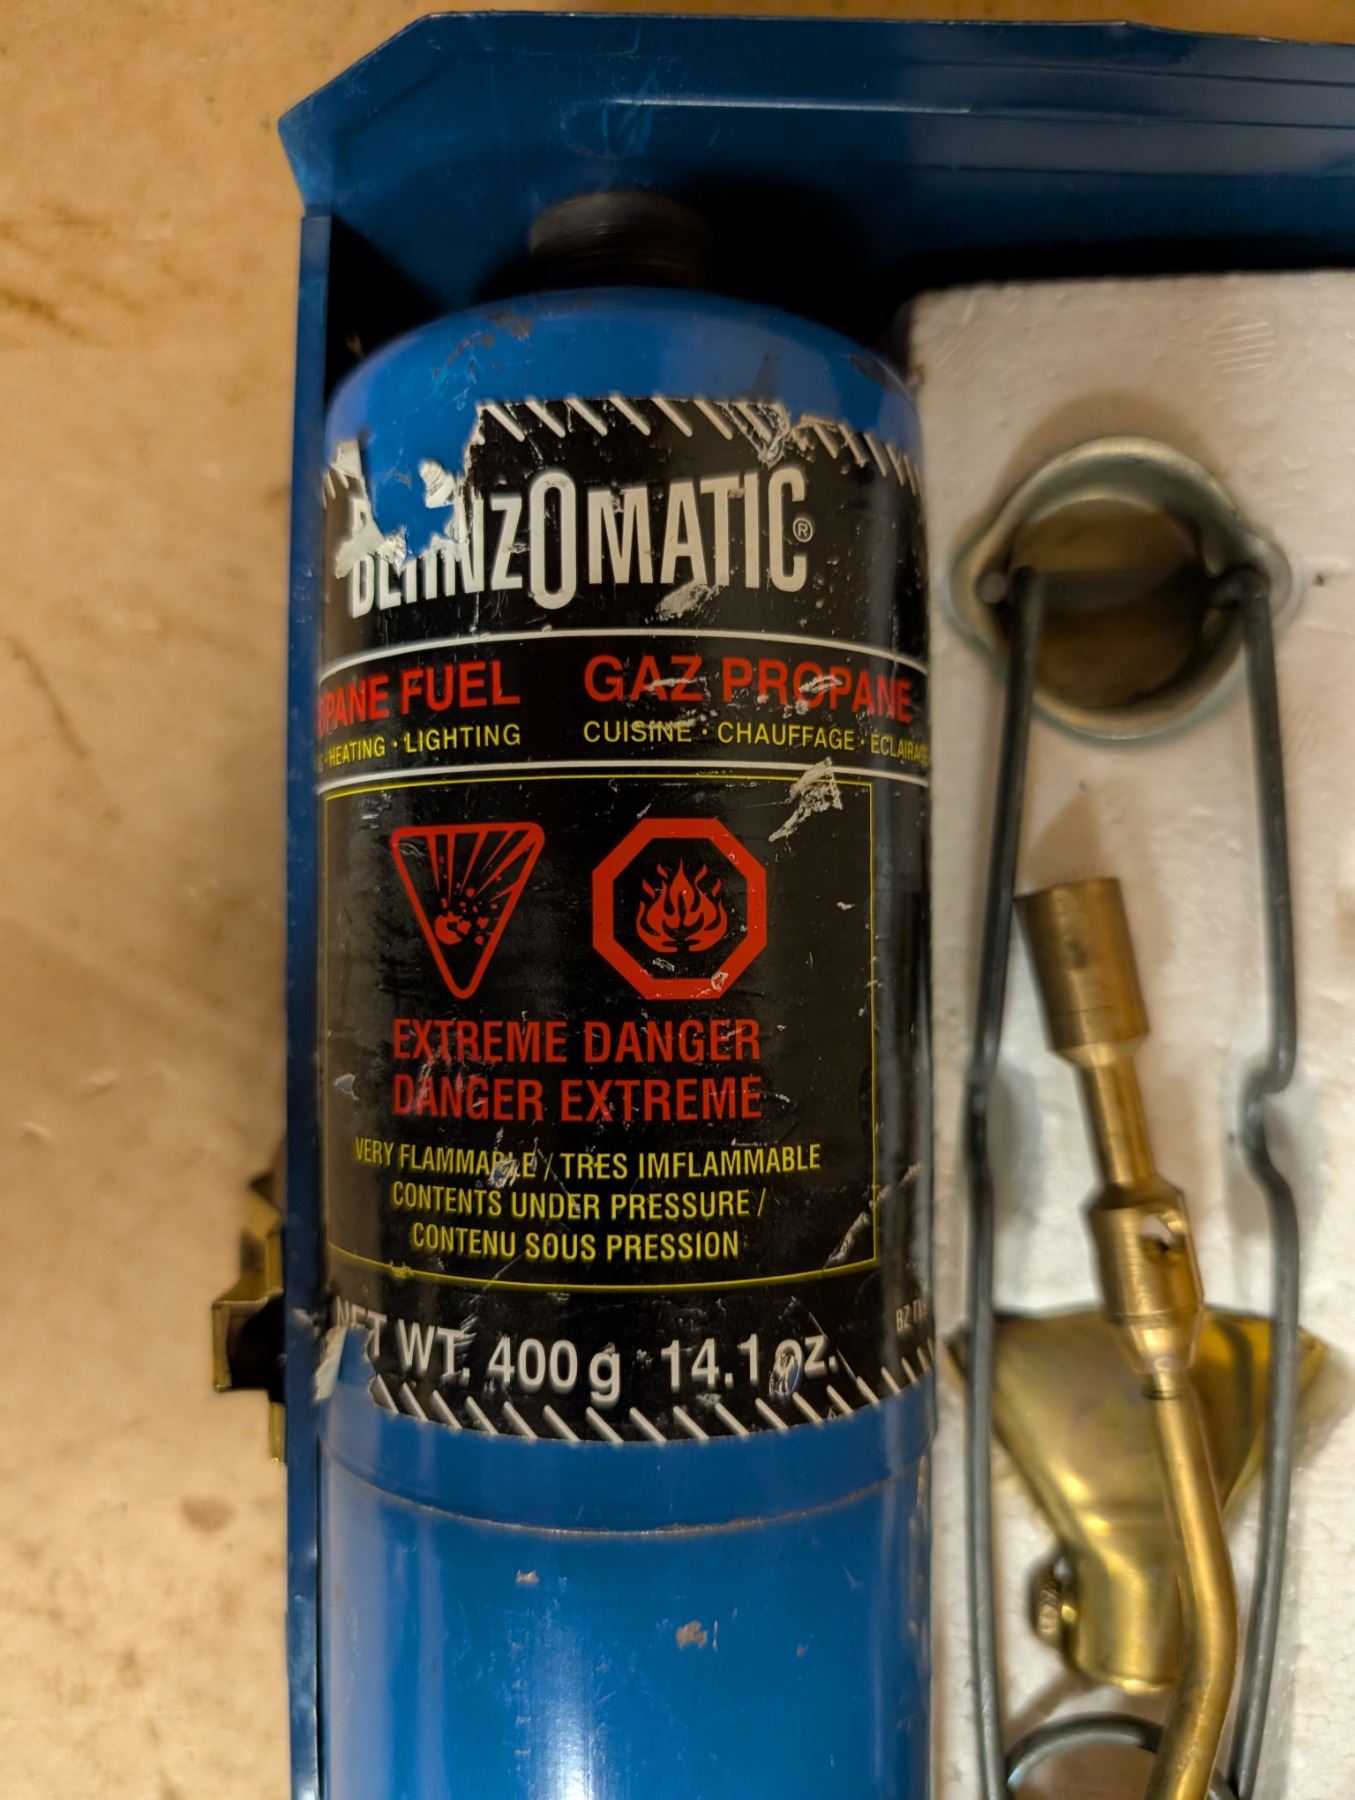 BERNZOMATIC®
PANE FUEL GAZ PROPANE
HEATING · LIGHTING CUISINE · CHAUFFAGE · ECLAIRAGE
EXTREME DANGER
DANGER EXTREME
VERY FLAMMABLE / TRES IMFLAMMABLE
CONTENTS UNDER PRESSURE /
CONTENU SOUS PRESSION
NET WT. 400 g 14.1 oz.
BZ